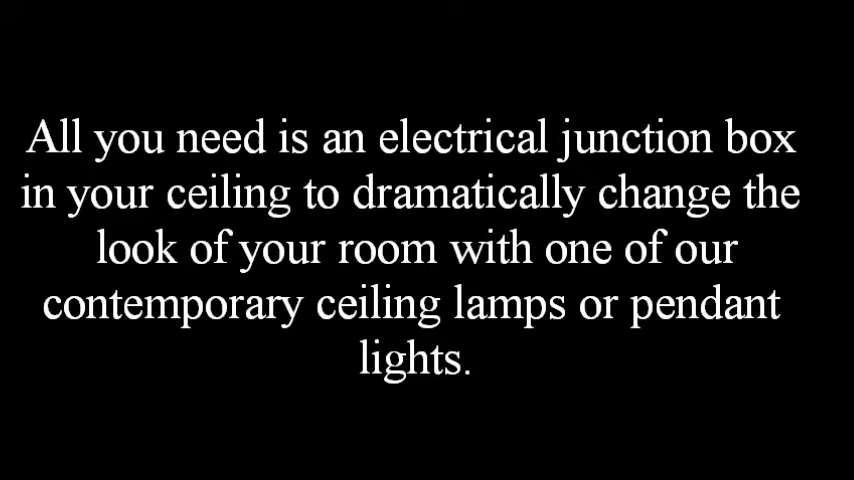 All you need is an electrical junction box
in your ceiling to dramatically change the
look of your room with one of our
contemporary ceiling lamps or pendant
lights.